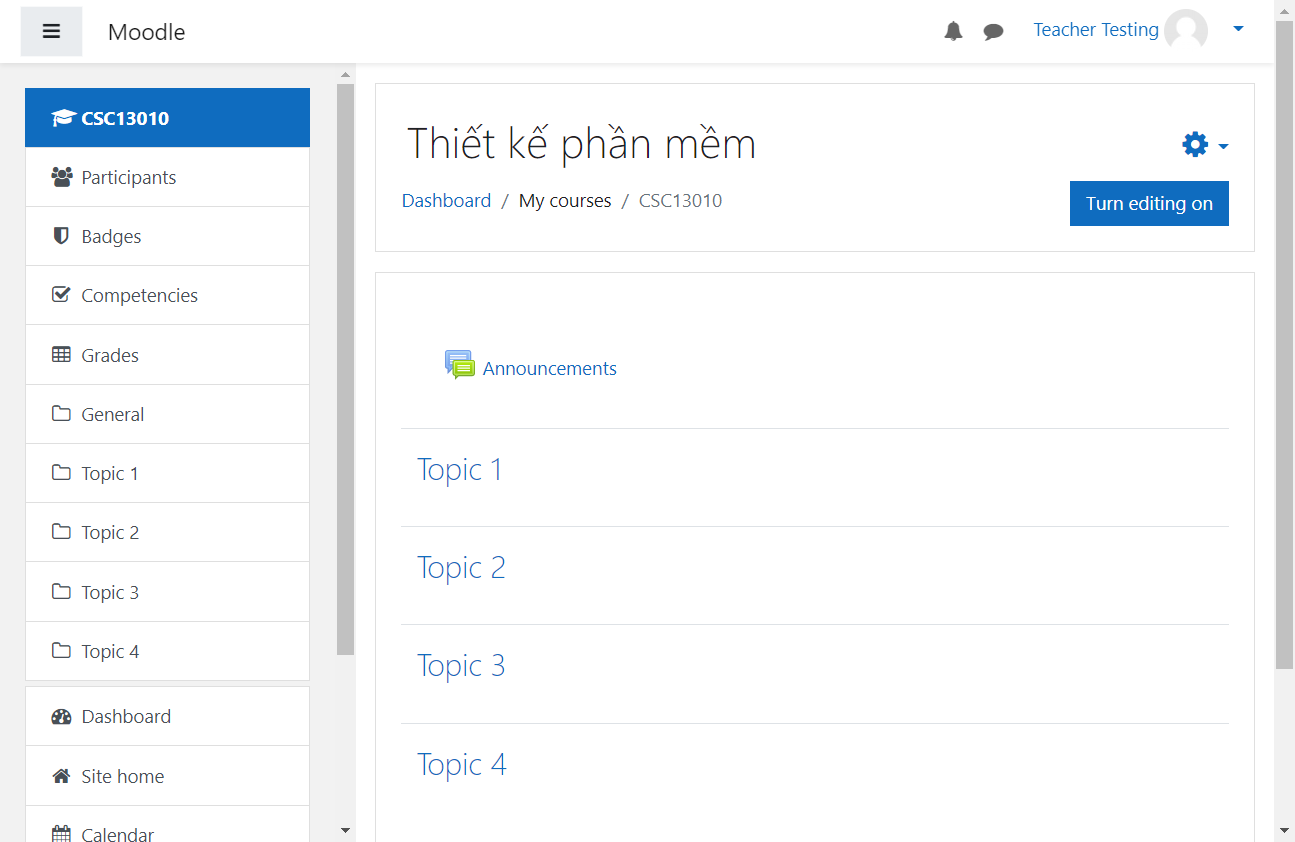 Moodle
Teacher Testing
CSC13010
Participants
Badges
Competencies
Grades
General
Topic 1
Topic 2
Topic 3
Topic 4
Dashboard
Site home
Calendar
Thiết kế phần mềm
Dashboard / My courses / CSC13010
Turn editing on
Announcements
Topic 1
Topic 2
Topic 3
Topic 4